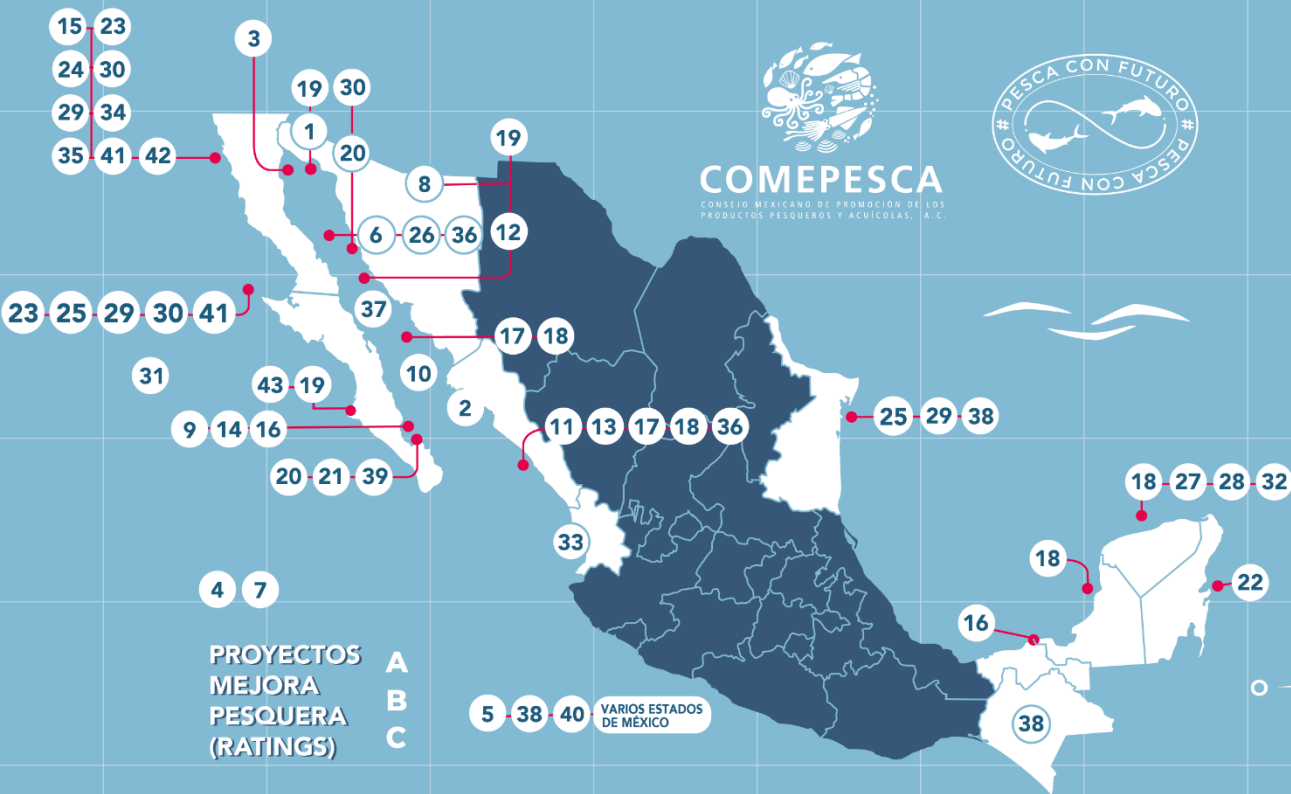 15 23
24 30
29 34
35 41 42
3
19 30
1
20
8
19
6 26 36 12
23 25 29 30 41
37
17 18
31
10
43 19
2
9 14 16
11 13 17 18 36
20 21 39
25 29 38
18 27 28 32
33
18
22
4 7
16
38
5 38 40 VARIOS ESTADOS
DE MÉXICO
PROYECTOS
MEJORA
PESQUERA
(RATINGS)
A
B
C
COMEPESCA
CONSEJO MEXICANO DE PROMOCIÓN DE LOS
PRODUCTOS PESQUEROS Y ACUÍCOLAS, A.C.
# PESCA CON FUTURO # PESCA CON FUTURO